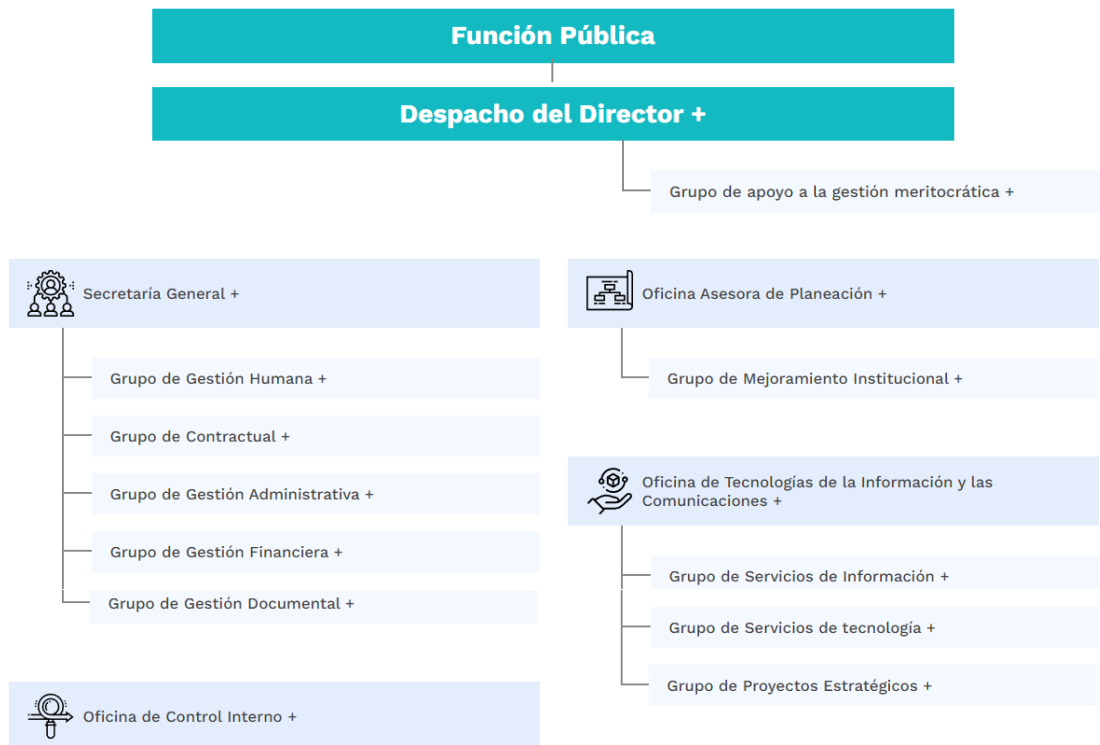 Función Pública
Despacho del Director +
Grupo de apoyo a la gestión meritocrática +
Secretaría General +
Grupo de Gestión Humana +
Grupo de Contractual +
Grupo de Gestión Administrativa +
Grupo de Gestión Financiera +
Grupo de Gestión Documental +
Oficina de Control Interno +
Oficina Asesora de Planeación +
Grupo de Mejoramiento Institucional +
Oficina de Tecnologías de la Información y las
Comunicaciones +
Grupo de Servicios de Información +
Grupo de Servicios de tecnología +
Grupo de Proyectos Estratégicos +